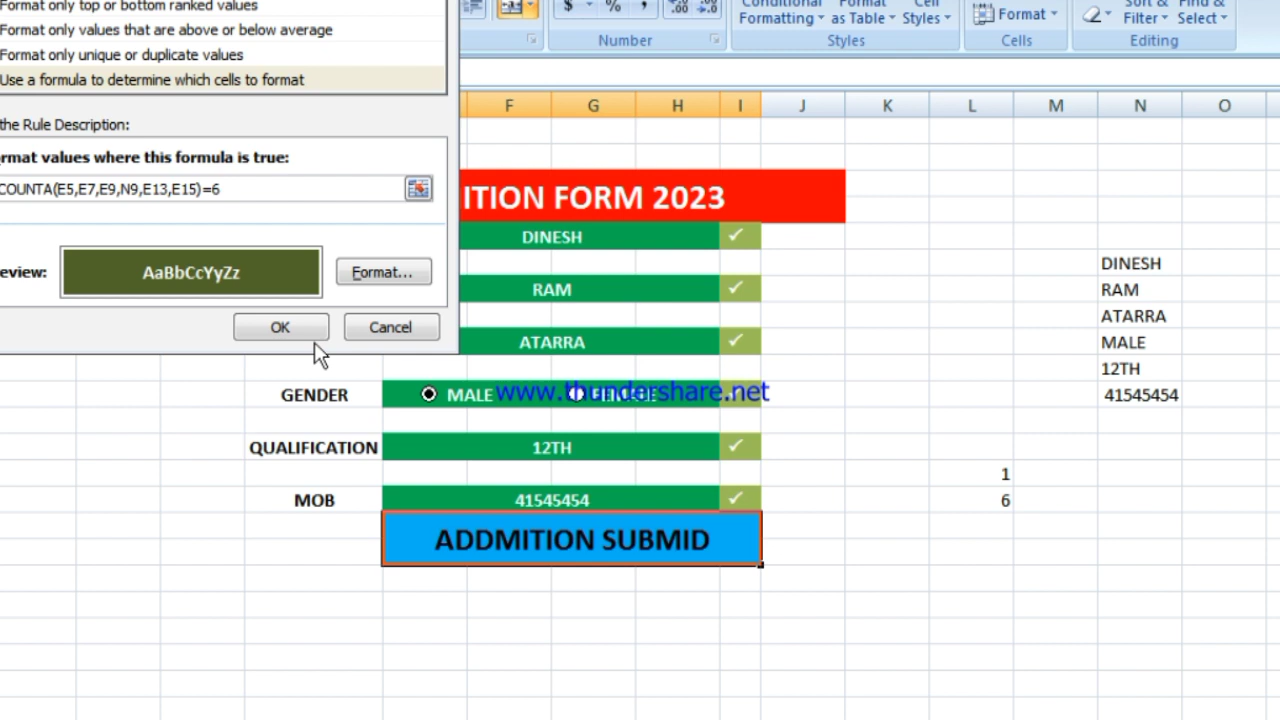 Format only top or bottom ranked values
Format only values that are above or below average
Format only unique or duplicate values
Use a formula to determine which cells to format
the Rule Description:
rmat values where this formula is true:
COUNTA(E5,E7,E9,N9,E13,E15)=6
eview:
AaBbCcYyZz
Format...
OK
Cancel
$ % ,
.00
.00
Number
Conditional
Formatting
Format
as Table
Cell
Styles
Styles
Format
Cells
Sort &
Filter
Find &
Select
Editing
F G H I J K L M N O
ITION FORM 2023
DINESH
RAM
ATARRA
GENDER
MALE
www.thundershare.net
QUALIFICATION
12TH
MOB
41545454
ADDMITION SUBMID
1
6
DINESH
RAM
ATARRA
MALE
12TH
41545454